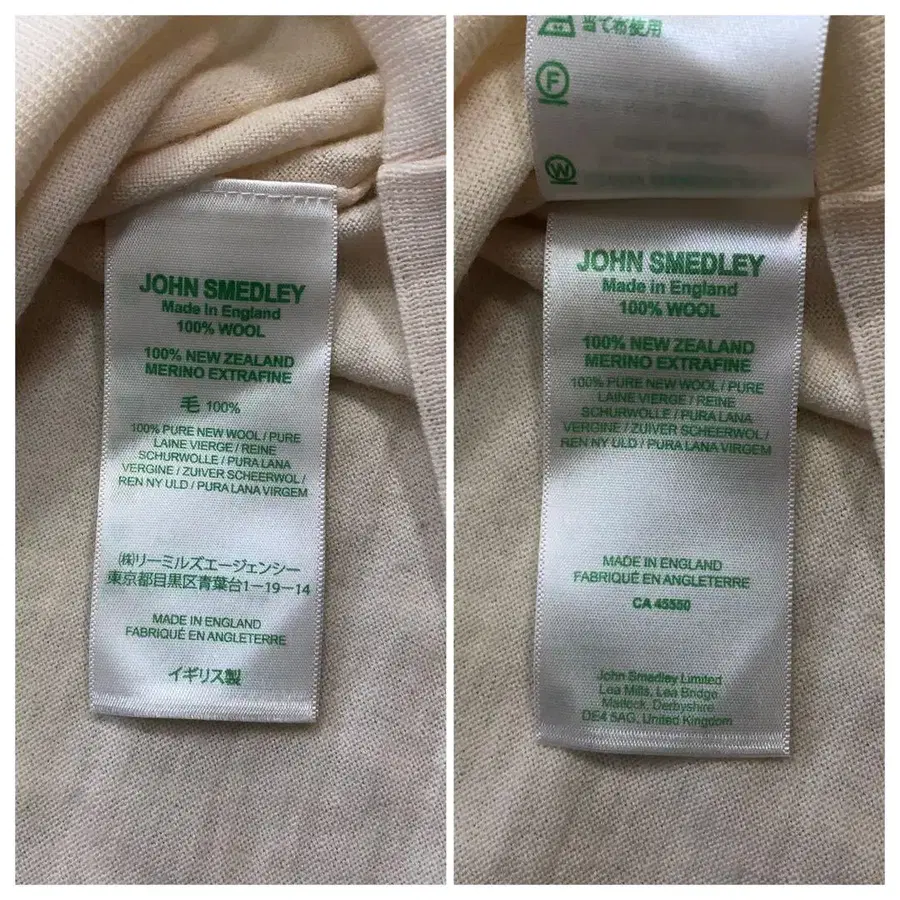 JOHN SMEDLEY
Made in England
100% WOOL
100% NEW ZEALAND
MERINO EXTRAFINE
毛 100%
100% PURE NEW WOOL / PURE
LAINE VIERGE / REINE
SCHURWOLLE / PURA LANA
VERGINE / ZUIVER SCHEERWOL /
REN NY ULD / PURA LANA VIRGEM
(株)リーミルズエージェンシー
東京都目黒区青葉台1-19-14
MADE IN ENGLAND
FABRIQUÉ EN ANGLETERRE
イギリス製
当て布使用
F
W
JOHN SMEDLEY
Made in England
100% WOOL
100% NEW ZEALAND
MERINO EXTRAFINE
100% PURE NEW WOOL / PURE
LAINE VIERGE / REINE
SCHURWOLLE / PURA LANA
VERGINE / ZUIVER SCHEERWOL /
REN NY ULD / PURA LANA VIRGEM
MADE IN ENGLAND
FABRIQUÉ EN ANGLETERRE
CA 45550
John Smedley Limited
Lea Mills, Lea Bridge
Matlock, Derbyshire
DE4 5AG, United Kingdom